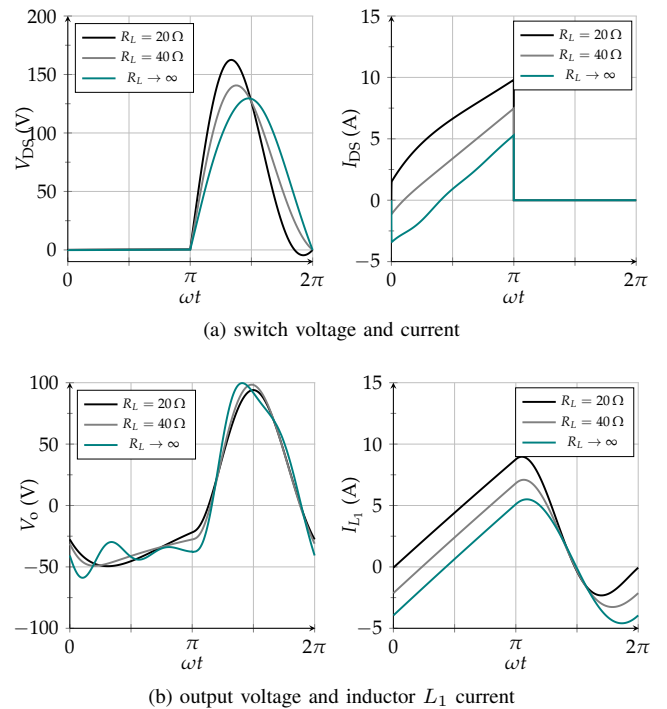 R_L = 20 Ω
R_L = 40 Ω
R_L → ∞
V_DS (V)
200
150
100
50
0
0
π
2π
ωt
R_L = 20 Ω
R_L = 40 Ω
R_L → ∞
I_DS (A)
15
10
5
0
−5
0
π
2π
ωt
(a) switch voltage and current
R_L = 20 Ω
R_L = 40 Ω
R_L → ∞
V_o (V)
100
50
0
−50
−100
0
π
2π
ωt
R_L = 20 Ω
R_L = 40 Ω
R_L → ∞
I_L₁ (A)
15
10
5
0
−5
0
π
2π
ωt
(b) output voltage and inductor L₁ current